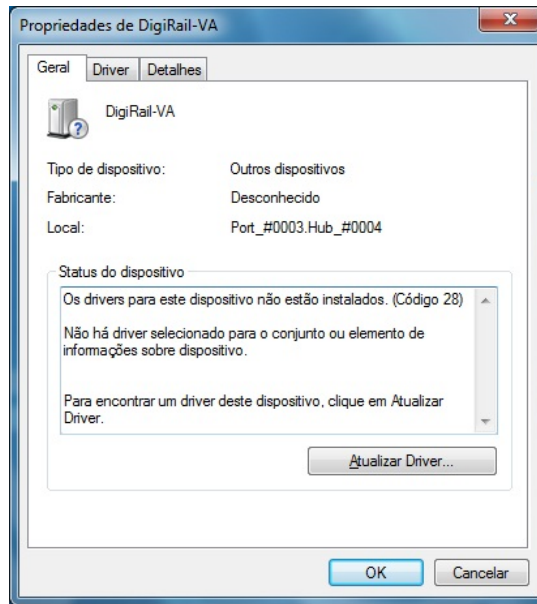 Propriedades de DigiRail-VA
Geral Driver Detalhes
DigiRail-VA
Tipo de dispositivo: Outros dispositivos
Fabricante: Desconhecido
Local: Port_#0003.Hub_#0004
Status do dispositivo
Os drivers para este dispositivo não estão instalados. (Código 28)
Não há driver selecionado para o conjunto ou elemento de
informações sobre dispositivo.
Para encontrar um driver deste dispositivo, clique em Atualizar
Driver.
Atualizar Driver...
OK Cancelar